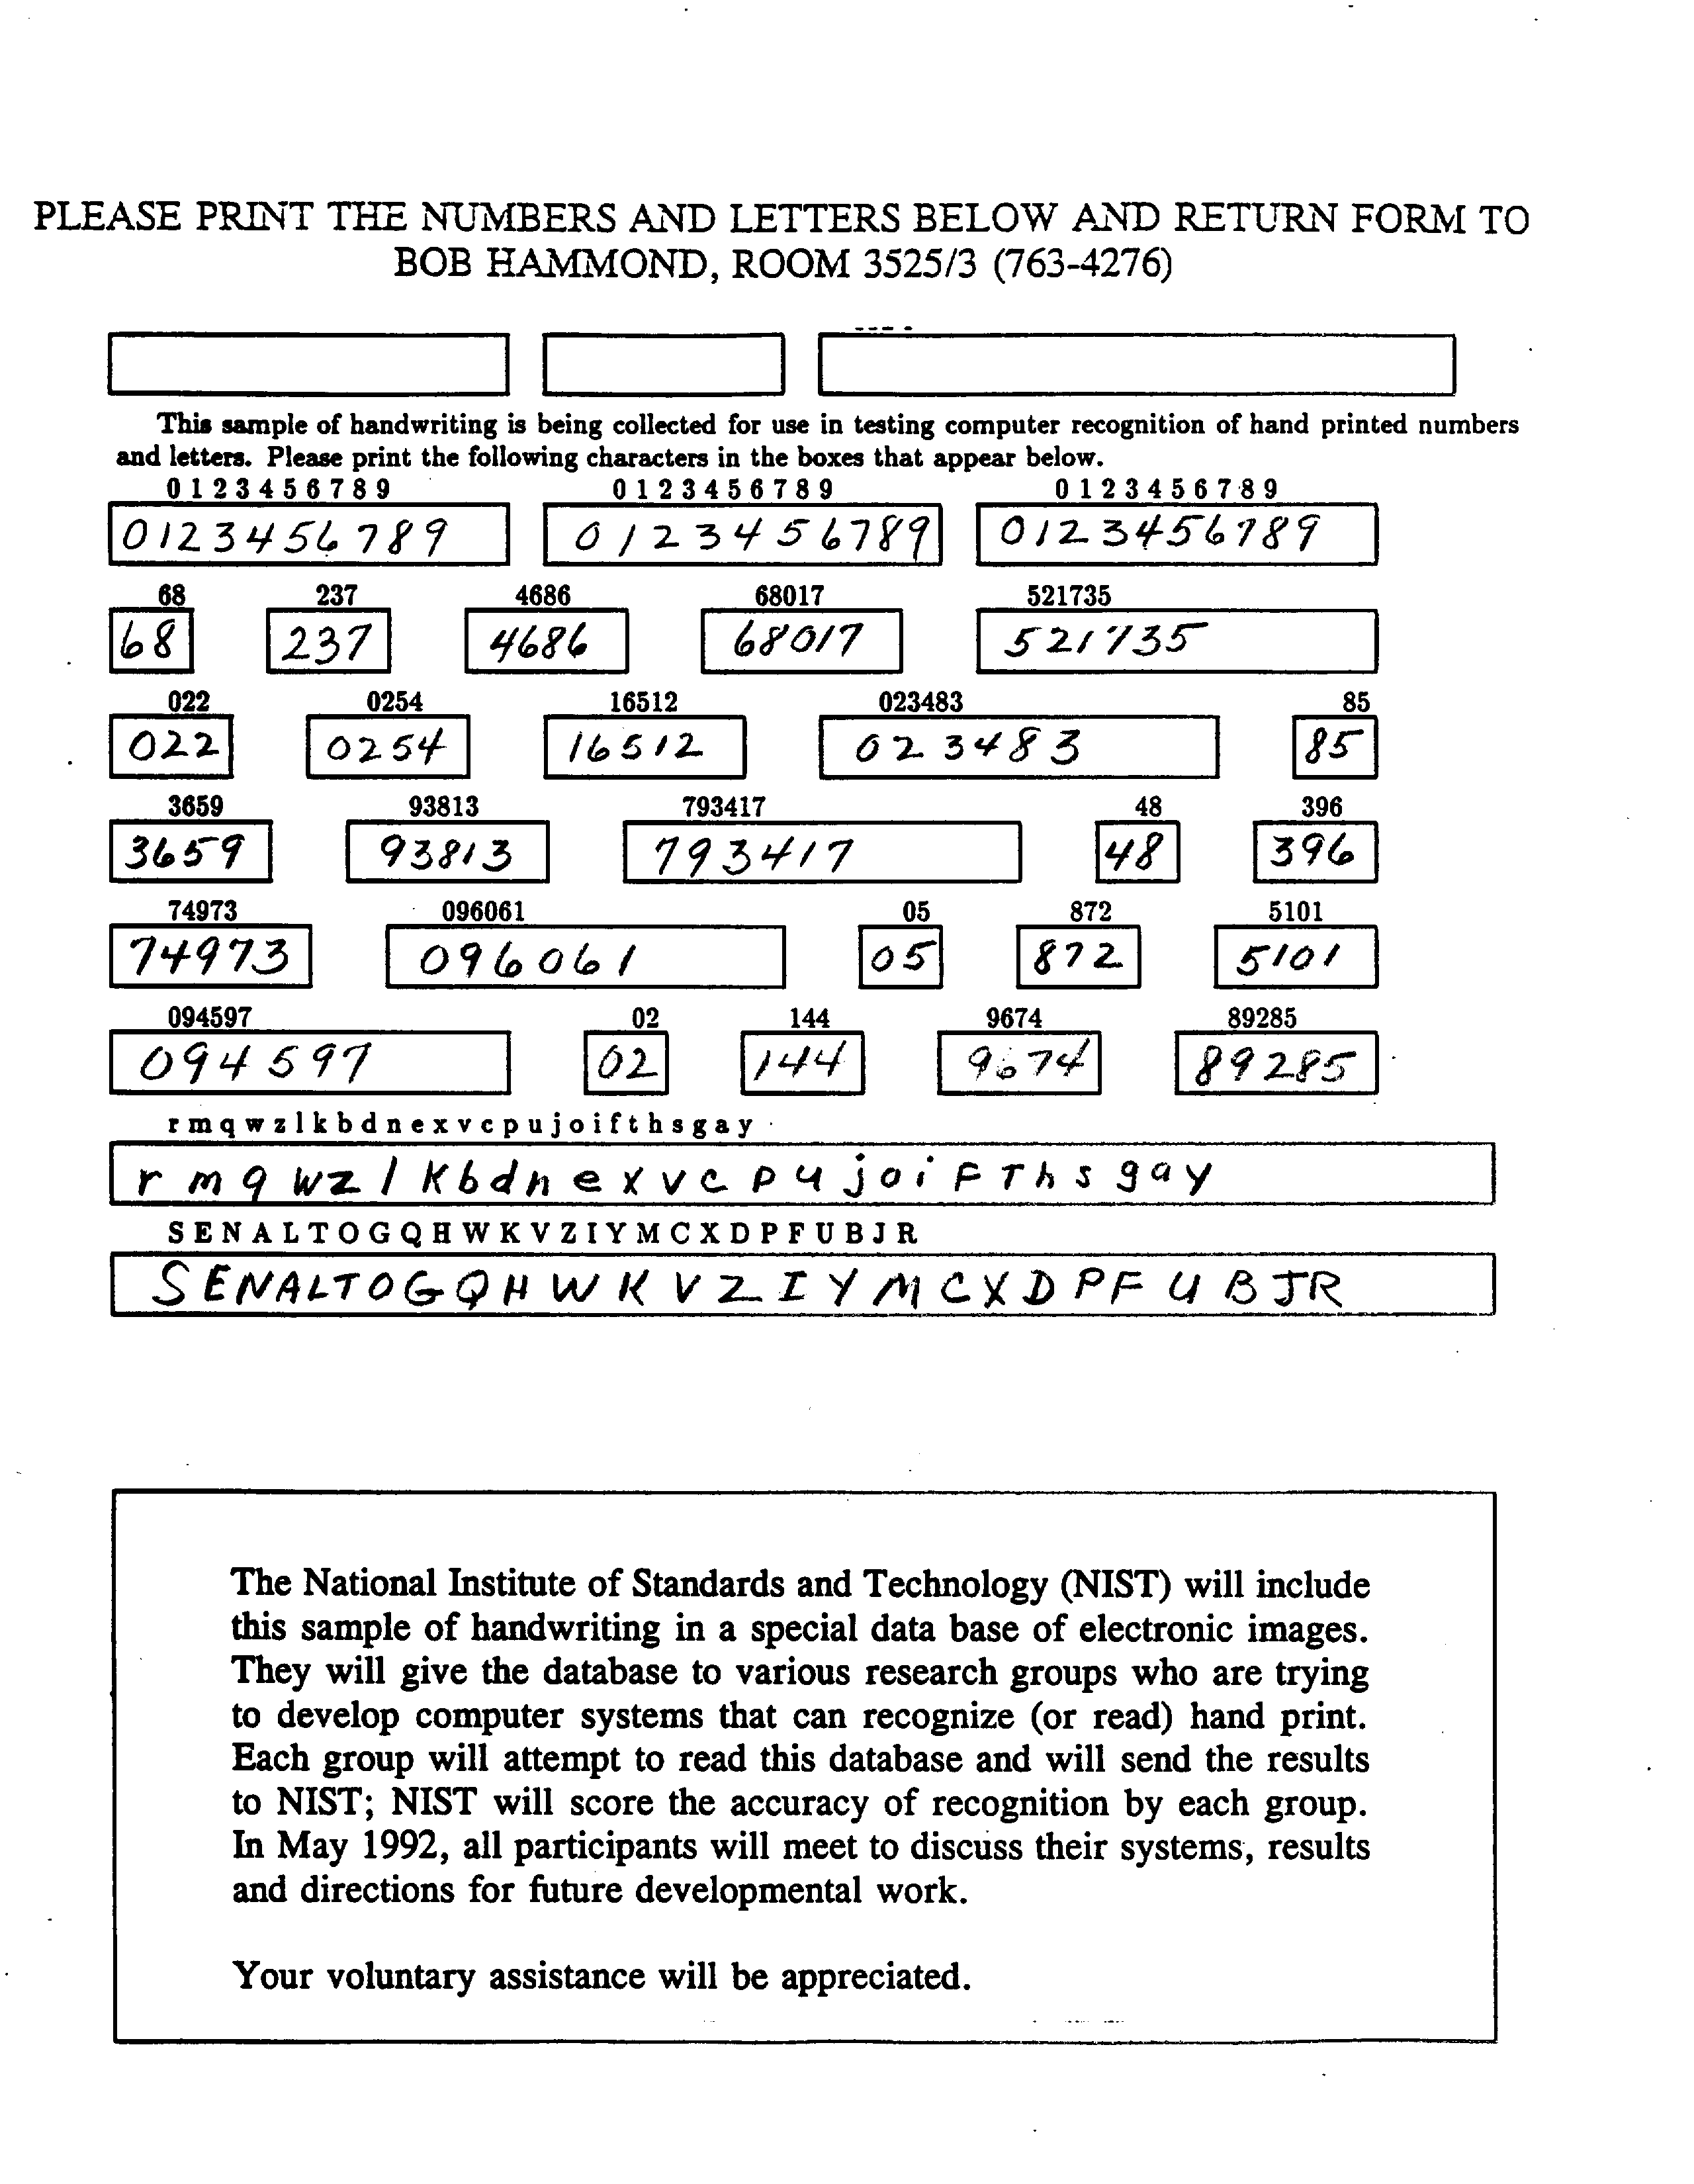 PLEASE PRINT THE NUMBERS AND LETTERS BELOW AND RETURN FORM TO
BOB HAMMOND, ROOM 3525/3 (763-4276)
This sample of handwriting is being collected for use in testing computer recognition of hand printed numbers
and letters. Please print the following characters in the boxes that appear below.
0 1 2 3 4 5 6 7 8 9 0 1 2 3 4 5 6 7 8 9 0 1 2 3 4 5 6 7 8 9
0123456789 0123456789 0123456789
68 237 4686 68017 521735
68 237 4686 68017 521735
022 0254 16512 023483 85
022 0254 16512 023483 85
3659 93813 793417 48 396
3659 93813 793417 48 396
74973 096061 05 872 5101
74973 096061 05 872 5101
094597 02 144 9674 89285
094597 02 144 9674 89285
r m q w z l k b d n e x v c p u j o i f t h s g a y
r m q w z l k b d n e x v c p u j o i F T h s g a y
S E N A L T O G Q H W K V Z I Y M C X D P F U B J R
S E N A L T O G Q H W K V Z I Y M C X D P F U B J R
The National Institute of Standards and Technology (NIST) will include
this sample of handwriting in a special data base of electronic images.
They will give the database to various research groups who are trying
to develop computer systems that can recognize (or read) hand print.
Each group will attempt to read this database and will send the results
to NIST; NIST will score the accuracy of recognition by each group.
In May 1992, all participants will meet to discuss their systems, results
and directions for future developmental work.
Your voluntary assistance will be appreciated.